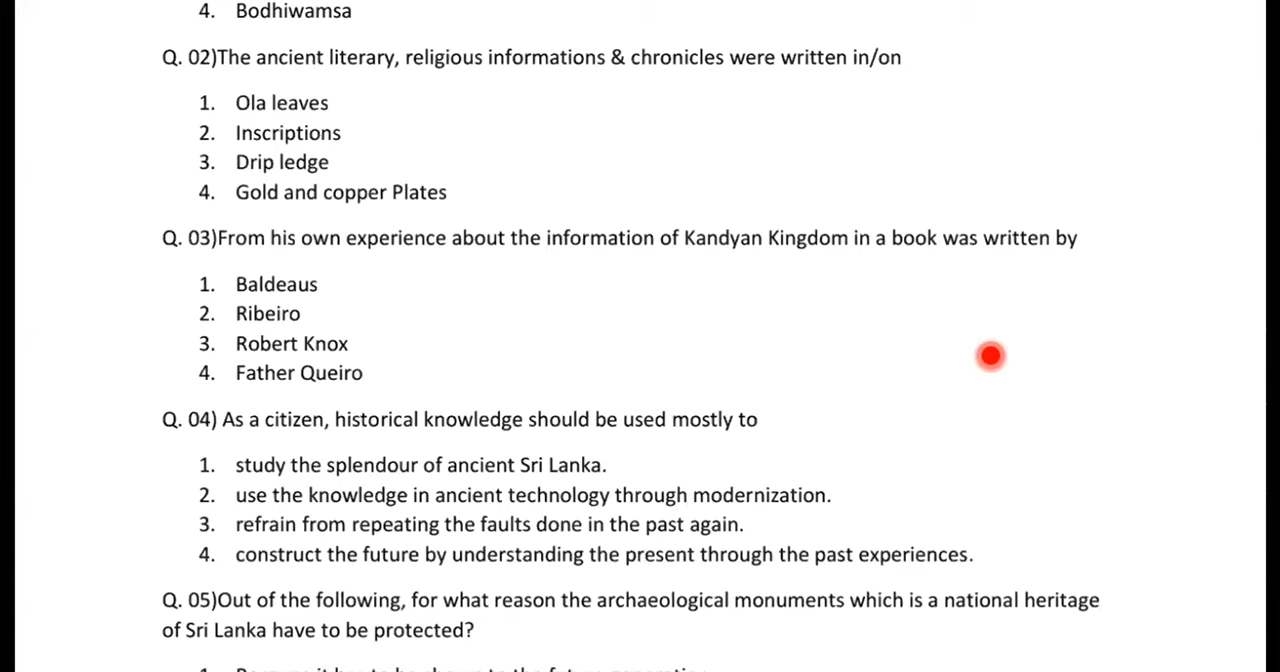 4. Bodhiwamsa
Q. 02)The ancient literary, religious informations & chronicles were written in/on
1. Ola leaves
2. Inscriptions
3. Drip ledge
4. Gold and copper Plates
Q. 03)From his own experience about the information of Kandyan Kingdom in a book was written by
1. Baldeaus
2. Ribeiro
3. Robert Knox
4. Father Queiro
Q. 04) As a citizen, historical knowledge should be used mostly to
1. study the splendour of ancient Sri Lanka.
2. use the knowledge in ancient technology through modernization.
3. refrain from repeating the faults done in the past again.
4. construct the future by understanding the present through the past experiences.
Q. 05)Out of the following, for what reason the archaeological monuments which is a national heritage
of Sri Lanka have to be protected?